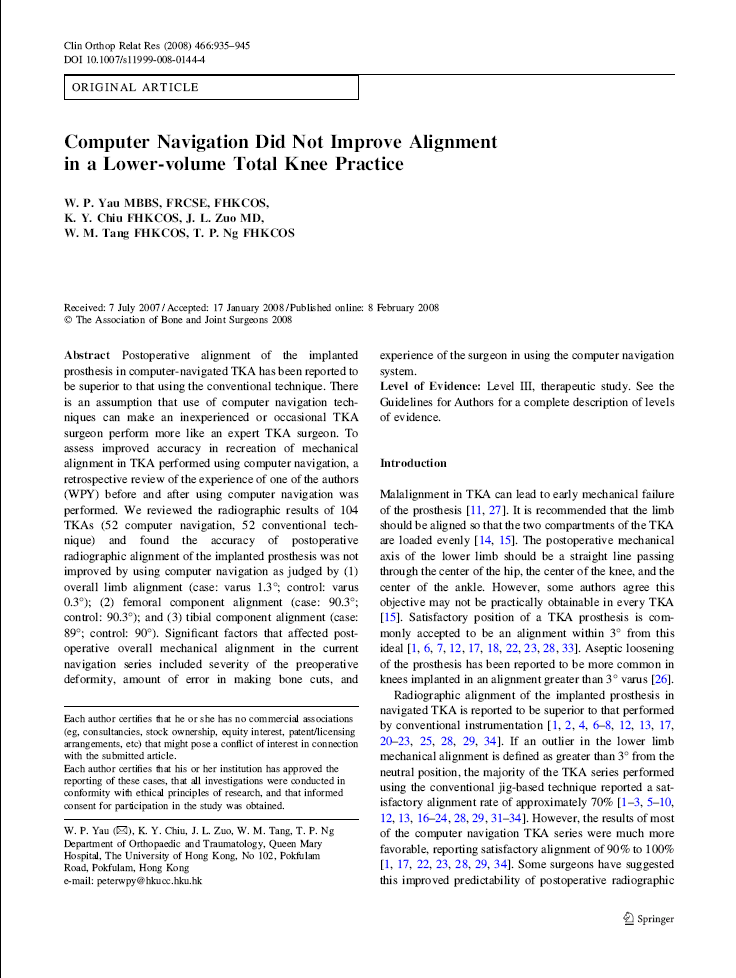 Clin Orthop Relat Res (2008) 466:935–945
DOI 10.1007/s11999-008-0144-4
ORIGINAL ARTICLE
Computer Navigation Did Not Improve Alignment
in a Lower-volume Total Knee Practice
W. P. Yau MBBS, FRCSE, FHKCOS,
K. Y. Chiu FHKCOS, J. L. Zuo MD,
W. M. Tang FHKCOS, T. P. Ng FHKCOS
Received: 7 July 2007 / Accepted: 17 January 2008 / Published online: 8 February 2008
© The Association of Bone and Joint Surgeons 2008
Abstract Postoperative alignment of the implanted
prosthesis in computer-navigated TKA has been reported to
be superior to that using the conventional technique. There
is an assumption that use of computer navigation tech-
niques can make an inexperienced or occasional TKA
surgeon perform more like an expert TKA surgeon. To
assess improved accuracy in recreation of mechanical
alignment in TKA performed using computer navigation, a
retrospective review of the experience of one of the authors
(WPY) before and after using computer navigation was
performed. We reviewed the radiographic results of 104
TKAs (52 computer navigation, 52 conventional tech-
nique) and found the accuracy of postoperative
radiographic alignment of the implanted prosthesis was not
improved by using computer navigation as judged by (1)
overall limb alignment (case: varus 1.3°; control: varus
0.3°); (2) femoral component alignment (case: 90.3°;
control: 90.3°); and (3) tibial component alignment (case:
89°; control: 90°). Significant factors that affected post-
operative overall mechanical alignment in the current
navigation series included severity of the preoperative
deformity, amount of error in making bone cuts, and
experience of the surgeon in using the computer navigation
system.
Level of Evidence: Level III, therapeutic study. See the
Guidelines for Authors for a complete description of levels
of evidence.
Introduction
Malalignment in TKA can lead to early mechanical failure
of the prosthesis [11, 27]. It is recommended that the limb
should be aligned so that the two compartments of the TKA
are loaded evenly [14, 15]. The postoperative mechanical
axis of the lower limb should be a straight line passing
through the center of the hip, the center of the knee, and the
center of the ankle. However, some authors agree this
objective may not be practically obtainable in every TKA
[15]. Satisfactory position of a TKA prosthesis is com-
monly accepted to be an alignment within 3° from this
ideal [1, 6, 7, 12, 17, 18, 22, 23, 28, 33]. Aseptic loosening
of the prosthesis has been reported to be more common in
knees implanted in an alignment greater than 3° varus [26].
Radiographic alignment of the implanted prosthesis in
navigated TKA is reported to be superior to that performed
by conventional instrumentation [1, 2, 4, 6–8, 12, 13, 17,
20–23, 25, 28, 29, 34]. If an outlier in the lower limb
mechanical alignment is defined as greater than 3° from the
neutral position, the majority of the TKA series performed
using the conventional jig-based technique reported a sat-
isfactory alignment rate of approximately 70% [1–3, 5–10,
12, 13, 16–24, 28, 29, 31–34]. However, the results of most
of the computer navigation TKA series were much more
favorable, reporting satisfactory alignment of 90% to 100%
[1, 17, 22, 23, 28, 29, 34]. Some surgeons have suggested
this improved predictability of postoperative radiographic
Each author certifies that he or she has no commercial associations
(eg, consultancies, stock ownership, equity interest, patent/licensing
arrangements, etc) that might pose a conflict of interest in connection
with the submitted article.
Each author certifies that his or her institution has approved the
reporting of these cases, that all investigations were conducted in
conformity with ethical principles of research, and that informed
consent for participation in the study was obtained.
W. P. Yau (✉), K. Y. Chiu, J. L. Zuo, W. M. Tang, T. P. Ng
Department of Orthopaedic and Traumatology, Queen Mary
Hospital, The University of Hong Kong, No 102, Pokfulam
Road, Pokfulam, Hong Kong
e-mail: peterwpy@hkucc.hku.hk
Springer